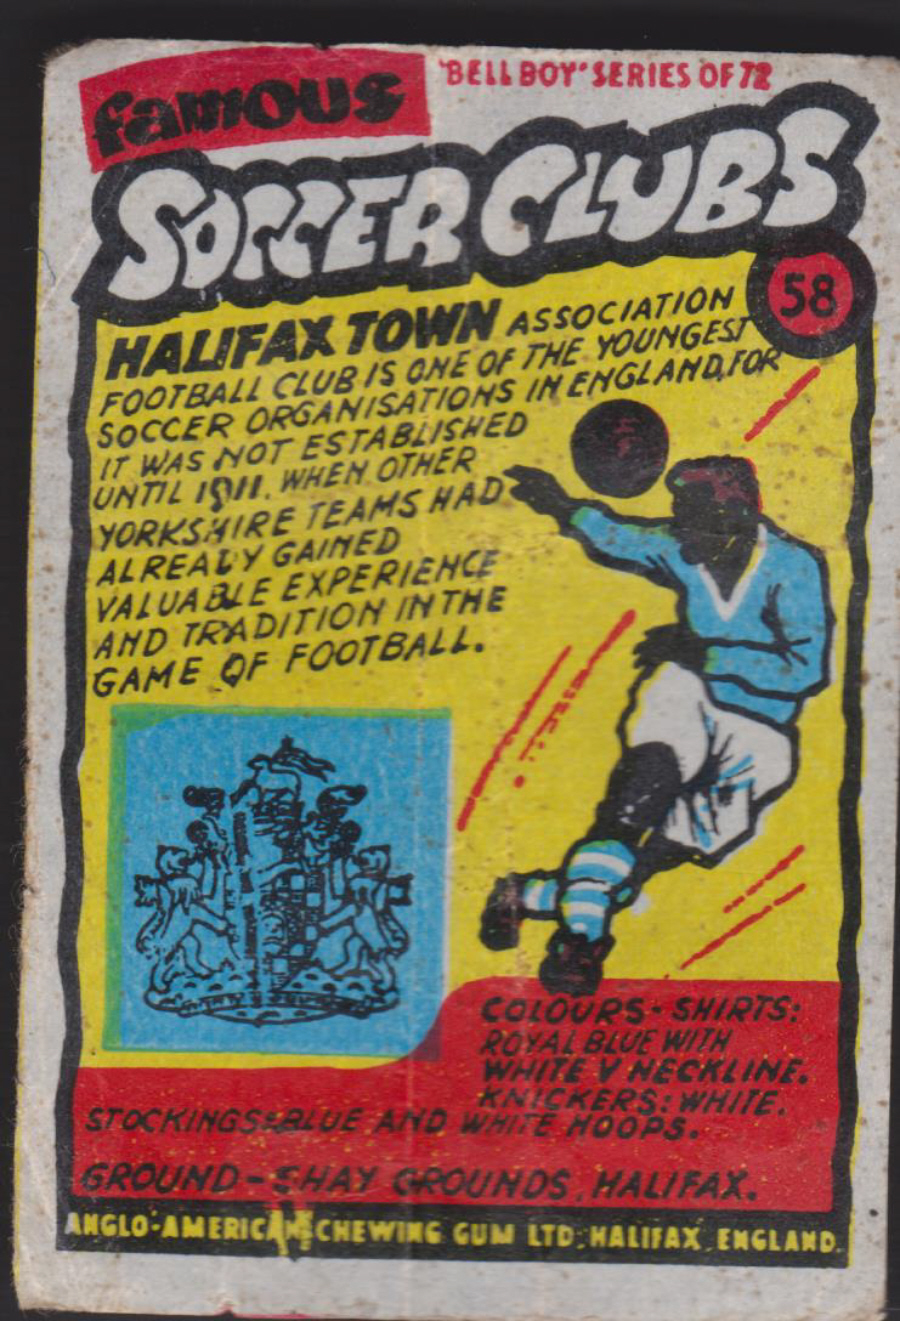 famous
'BELL BOY' SERIES OF 72
SOCCER CLUBS
58
HALIFAX TOWN ASSOCIATION
FOOTBALL CLUB IS ONE OF THE YOUNGEST
SOCCER ORGANISATIONS IN ENGLAND, FOR
IT WAS NOT ESTABLISHED
UNTIL 1911. WHEN OTHER
YORKSHIRE TEAMS HAD
ALREADY GAINED
VALUABLE EXPERIENCE
AND TRADITION IN THE
GAME OF FOOTBALL.
COLOURS - SHIRTS:
ROYAL BLUE WITH
WHITE V NECKLINE.
KNICKERS: WHITE.
STOCKINGS: BLUE AND WHITE HOOPS.
GROUND - SHAY GROUNDS, HALIFAX.
ANGLO-AMERICAN CHEWING GUM LTD, HALIFAX, ENGLAND.